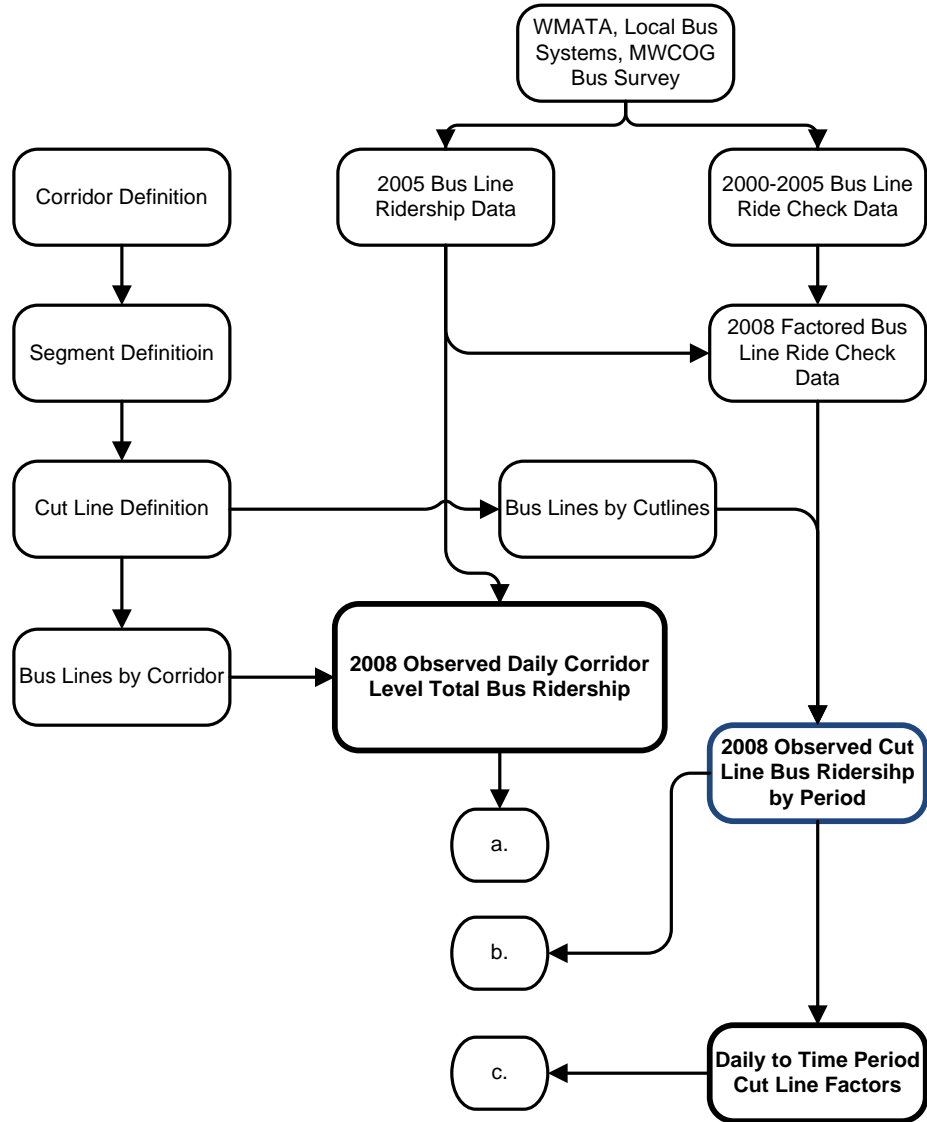 WMATA, Local Bus
Systems, MWCOG
Bus Survey
Corridor Definition
2005 Bus Line
Ridership Data
2000-2005 Bus Line
Ride Check Data
Segment Definitioin
2008 Factored Bus
Line Ride Check
Data
Cut Line Definition
Bus Lines by Cutlines
Bus Lines by Corridor
2008 Observed Daily Corridor
Level Total Bus Ridership
2008 Observed Cut
Line Bus Ridersihp
by Period
a.
b.
c.
Daily to Time Period
Cut Line Factors